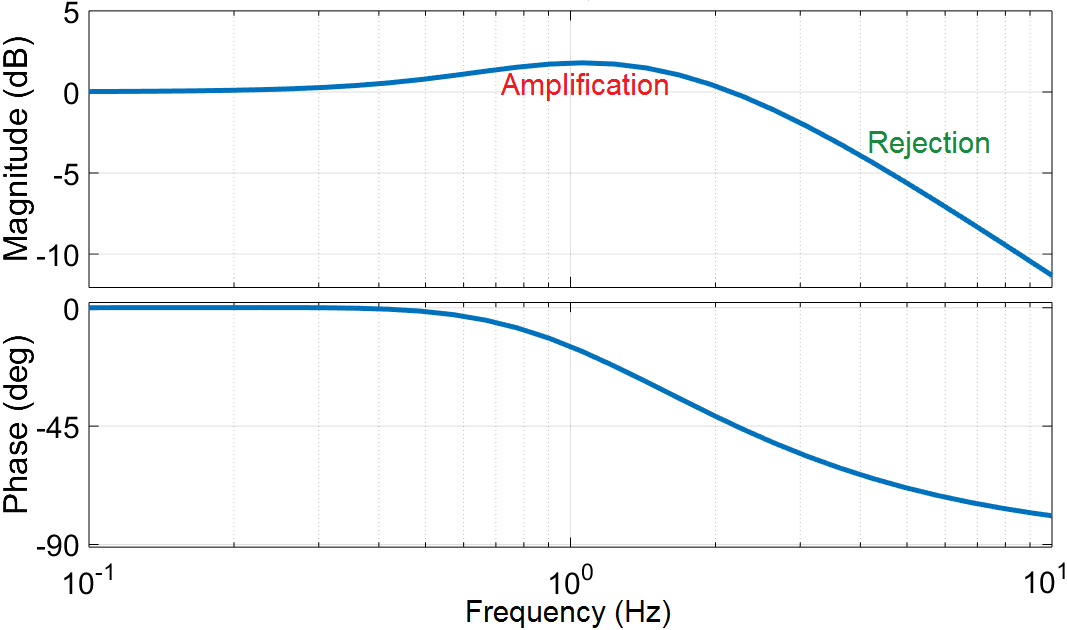 5
0
-5
-10
Magnitude (dB)
Amplification
Rejection
0
-45
-90
Phase (deg)
10-1
100
101
Frequency (Hz)